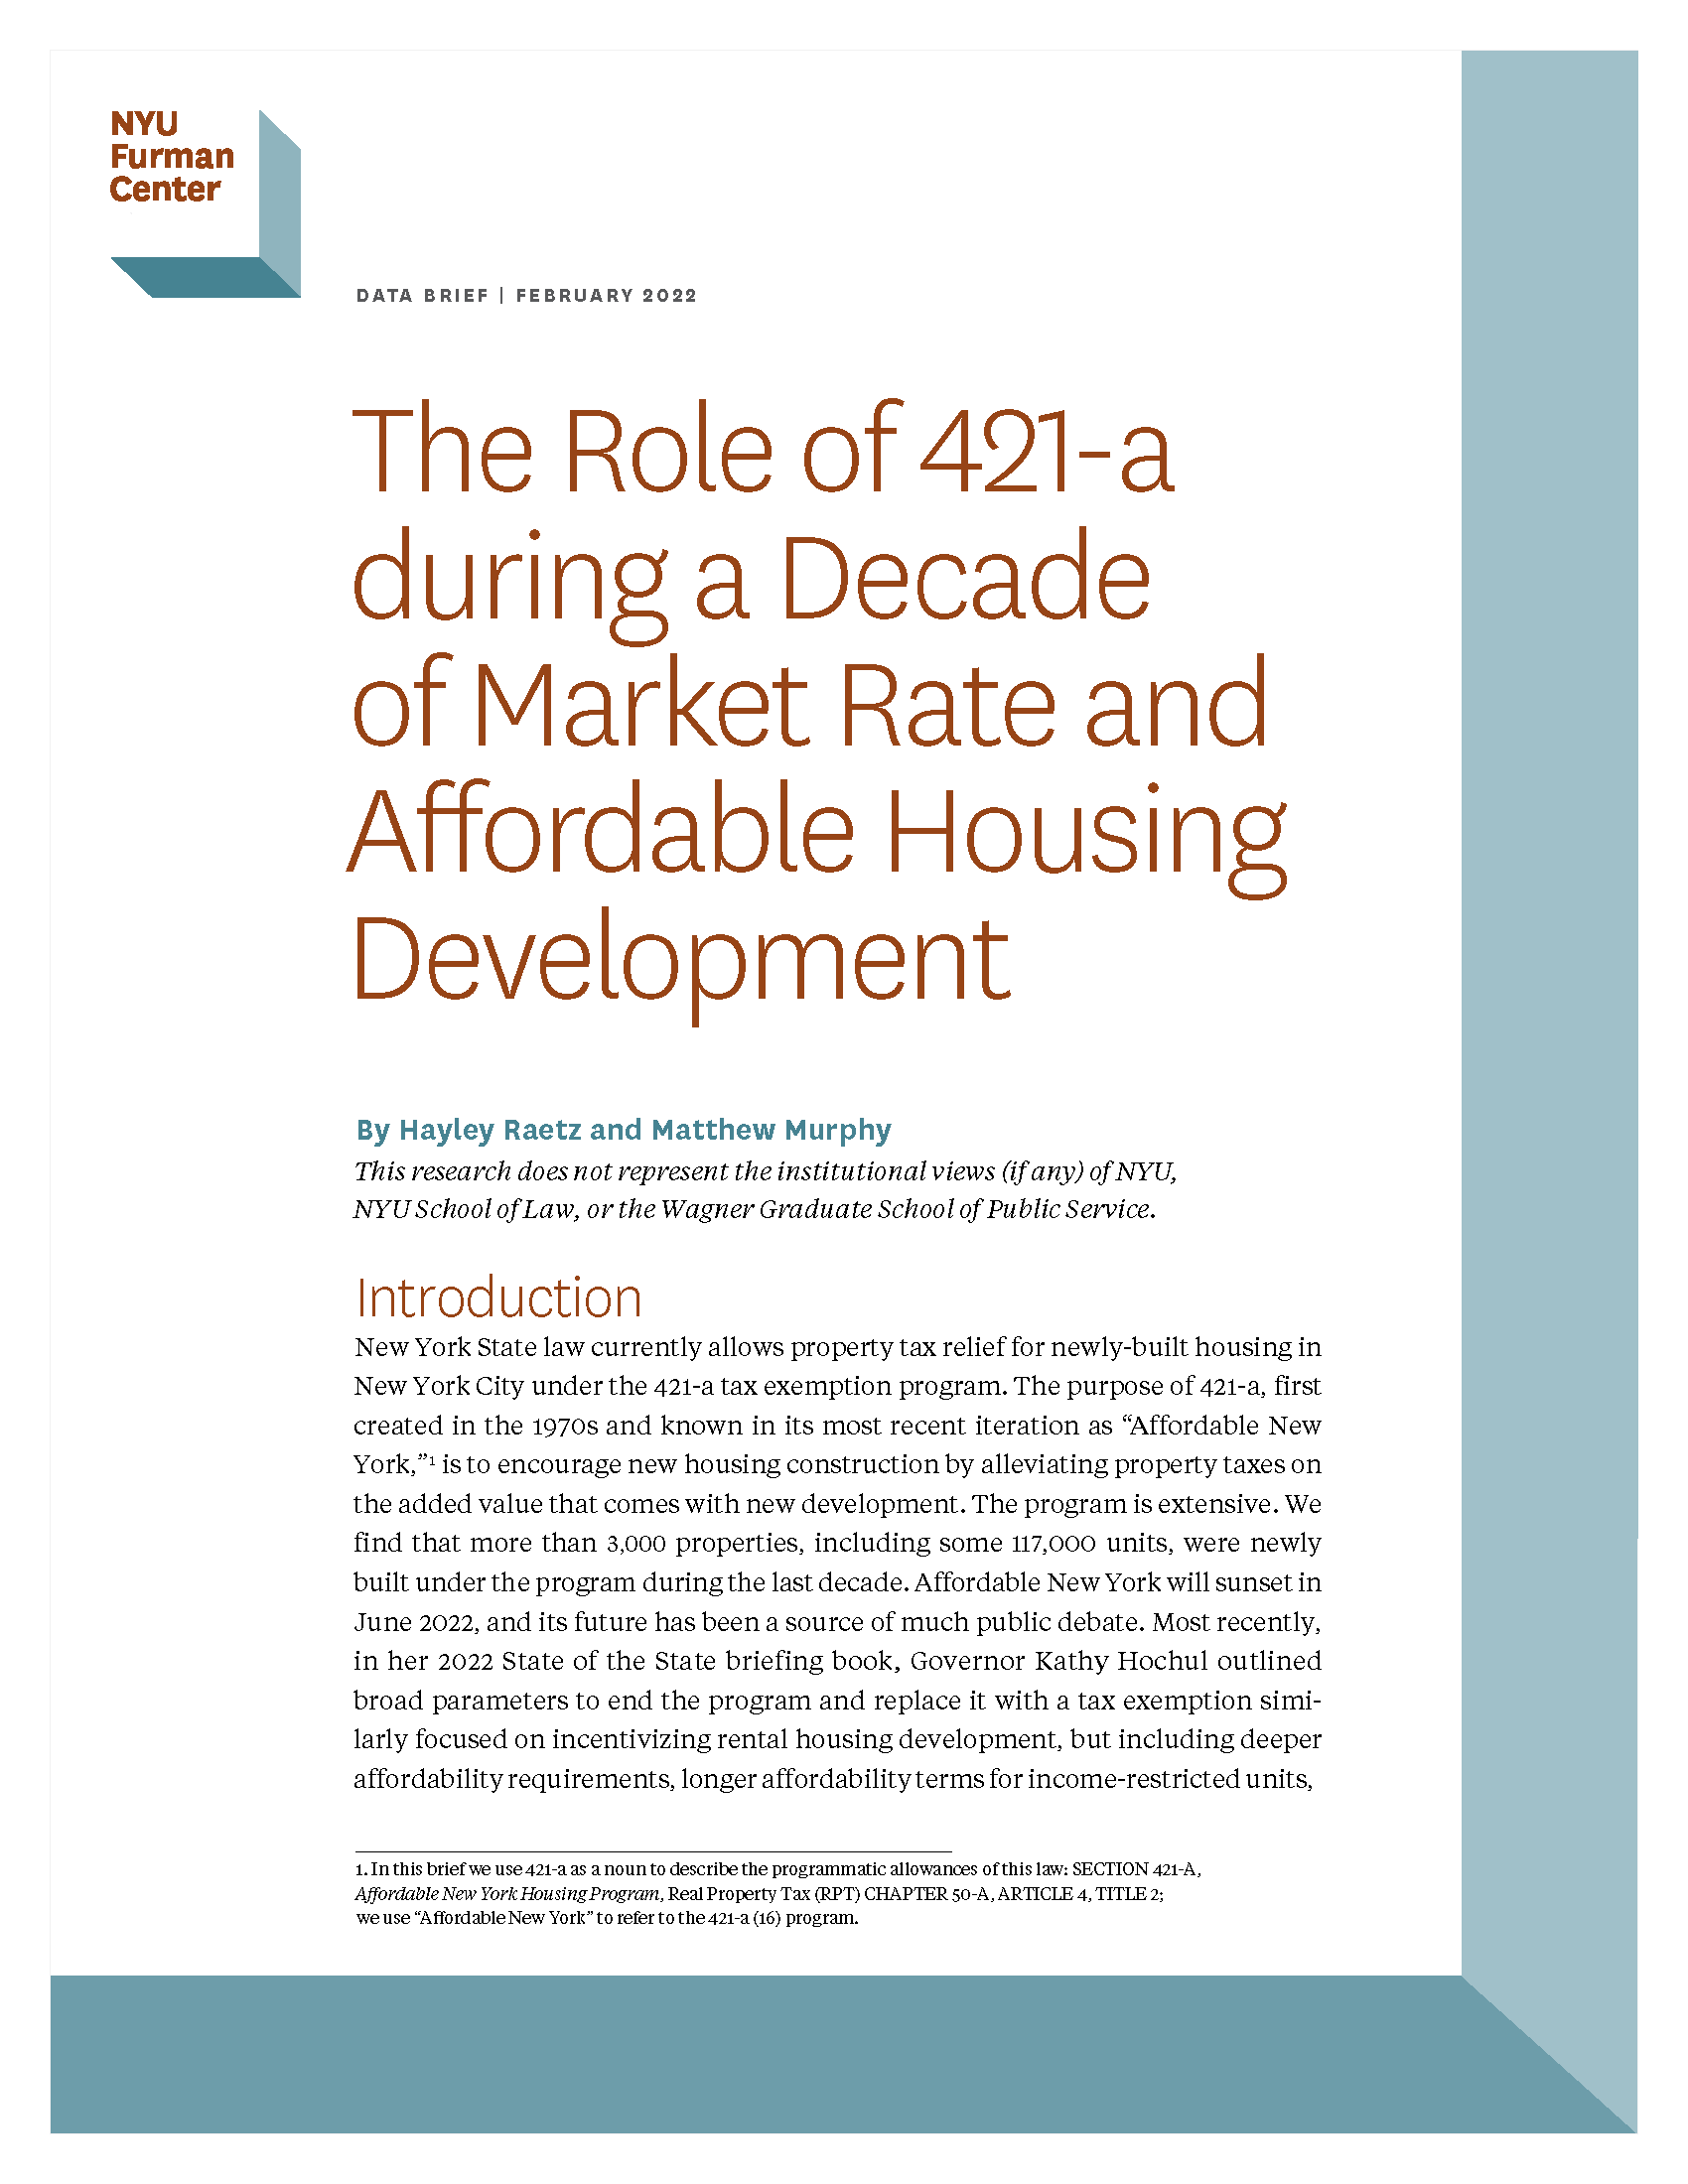 NYU
Furman
Center
DATA BRIEF | FEBRUARY 2022
The Role of 421-a
during a Decade
of Market Rate and
Affordable Housing
Development
By Hayley Raetz and Matthew Murphy
This research does not represent the institutional views (if any) of NYU,
NYU School of Law, or the Wagner Graduate School of Public Service.
Introduction
New York State law currently allows property tax relief for newly-built housing in
New York City under the 421-a tax exemption program. The purpose of 421-a, first
created in the 1970s and known in its most recent iteration as “Affordable New
York,”¹ is to encourage new housing construction by alleviating property taxes on
the added value that comes with new development. The program is extensive. We
find that more than 3,000 properties, including some 117,000 units, were newly
built under the program during the last decade. Affordable New York will sunset in
June 2022, and its future has been a source of much public debate. Most recently,
in her 2022 State of the State briefing book, Governor Kathy Hochul outlined
broad parameters to end the program and replace it with a tax exemption simi-
larly focused on incentivizing rental housing development, but including deeper
affordability requirements, longer affordability terms for income-restricted units,
1. In this brief we use 421-a as a noun to describe the programmatic allowances of this law: SECTION 421-A,
Affordable New York Housing Program, Real Property Tax (RPT) CHAPTER 50-A, ARTICLE 4, TITLE 2;
we use “Affordable New York” to refer to the 421-a (16) program.